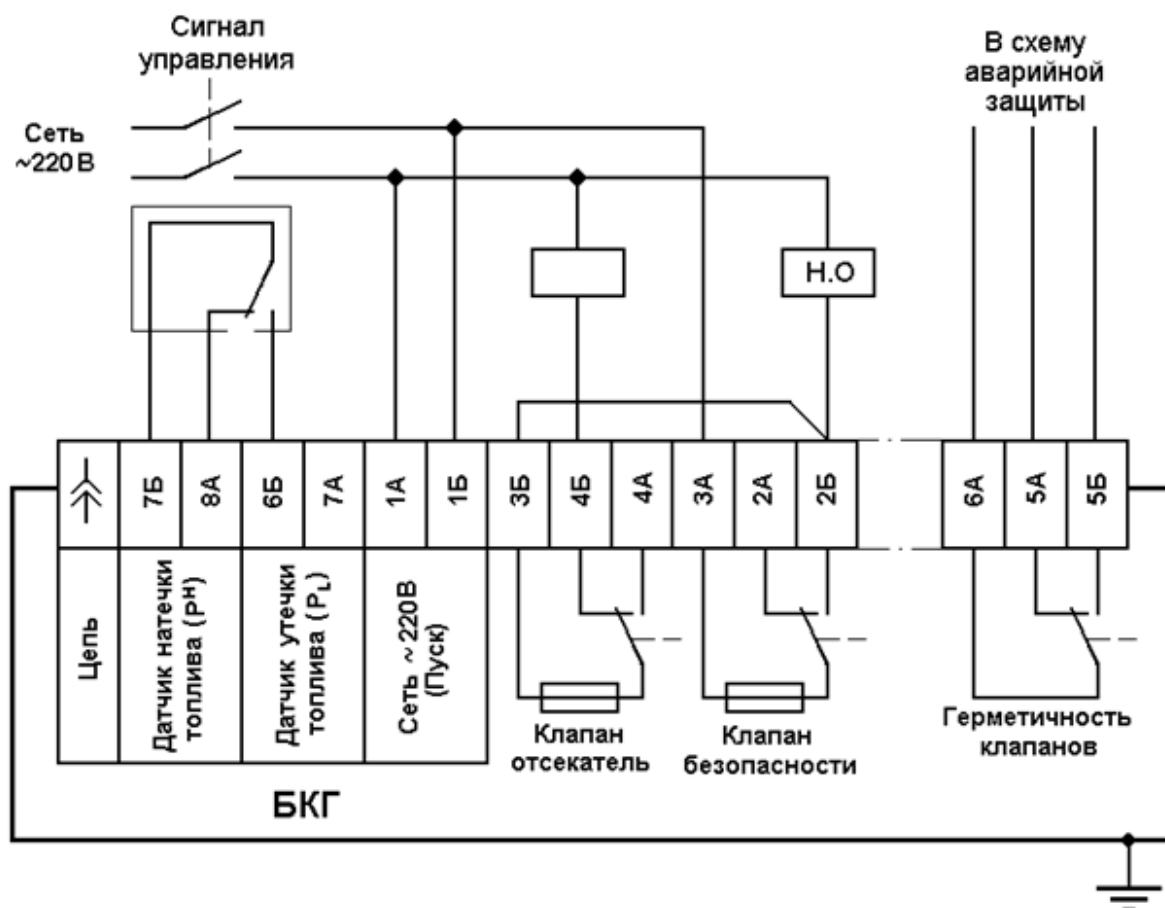 Сигнал
управления
В схему
аварийной
защиты
Сеть
~220 В
Н.О
7Б
8А
6Б
7А
1А
1Б
3Б
4Б
4А
3А
2А
2Б
6А
5А
5Б
Цепь
Датчик натечки
топлива (Pᴴ)
Датчик утечки
топлива (P_L)
Сеть ~ 220В
(Пуск)
Клапан
отсекатель
Клапан
безопасности
Герметичность
клапанов
БКГ